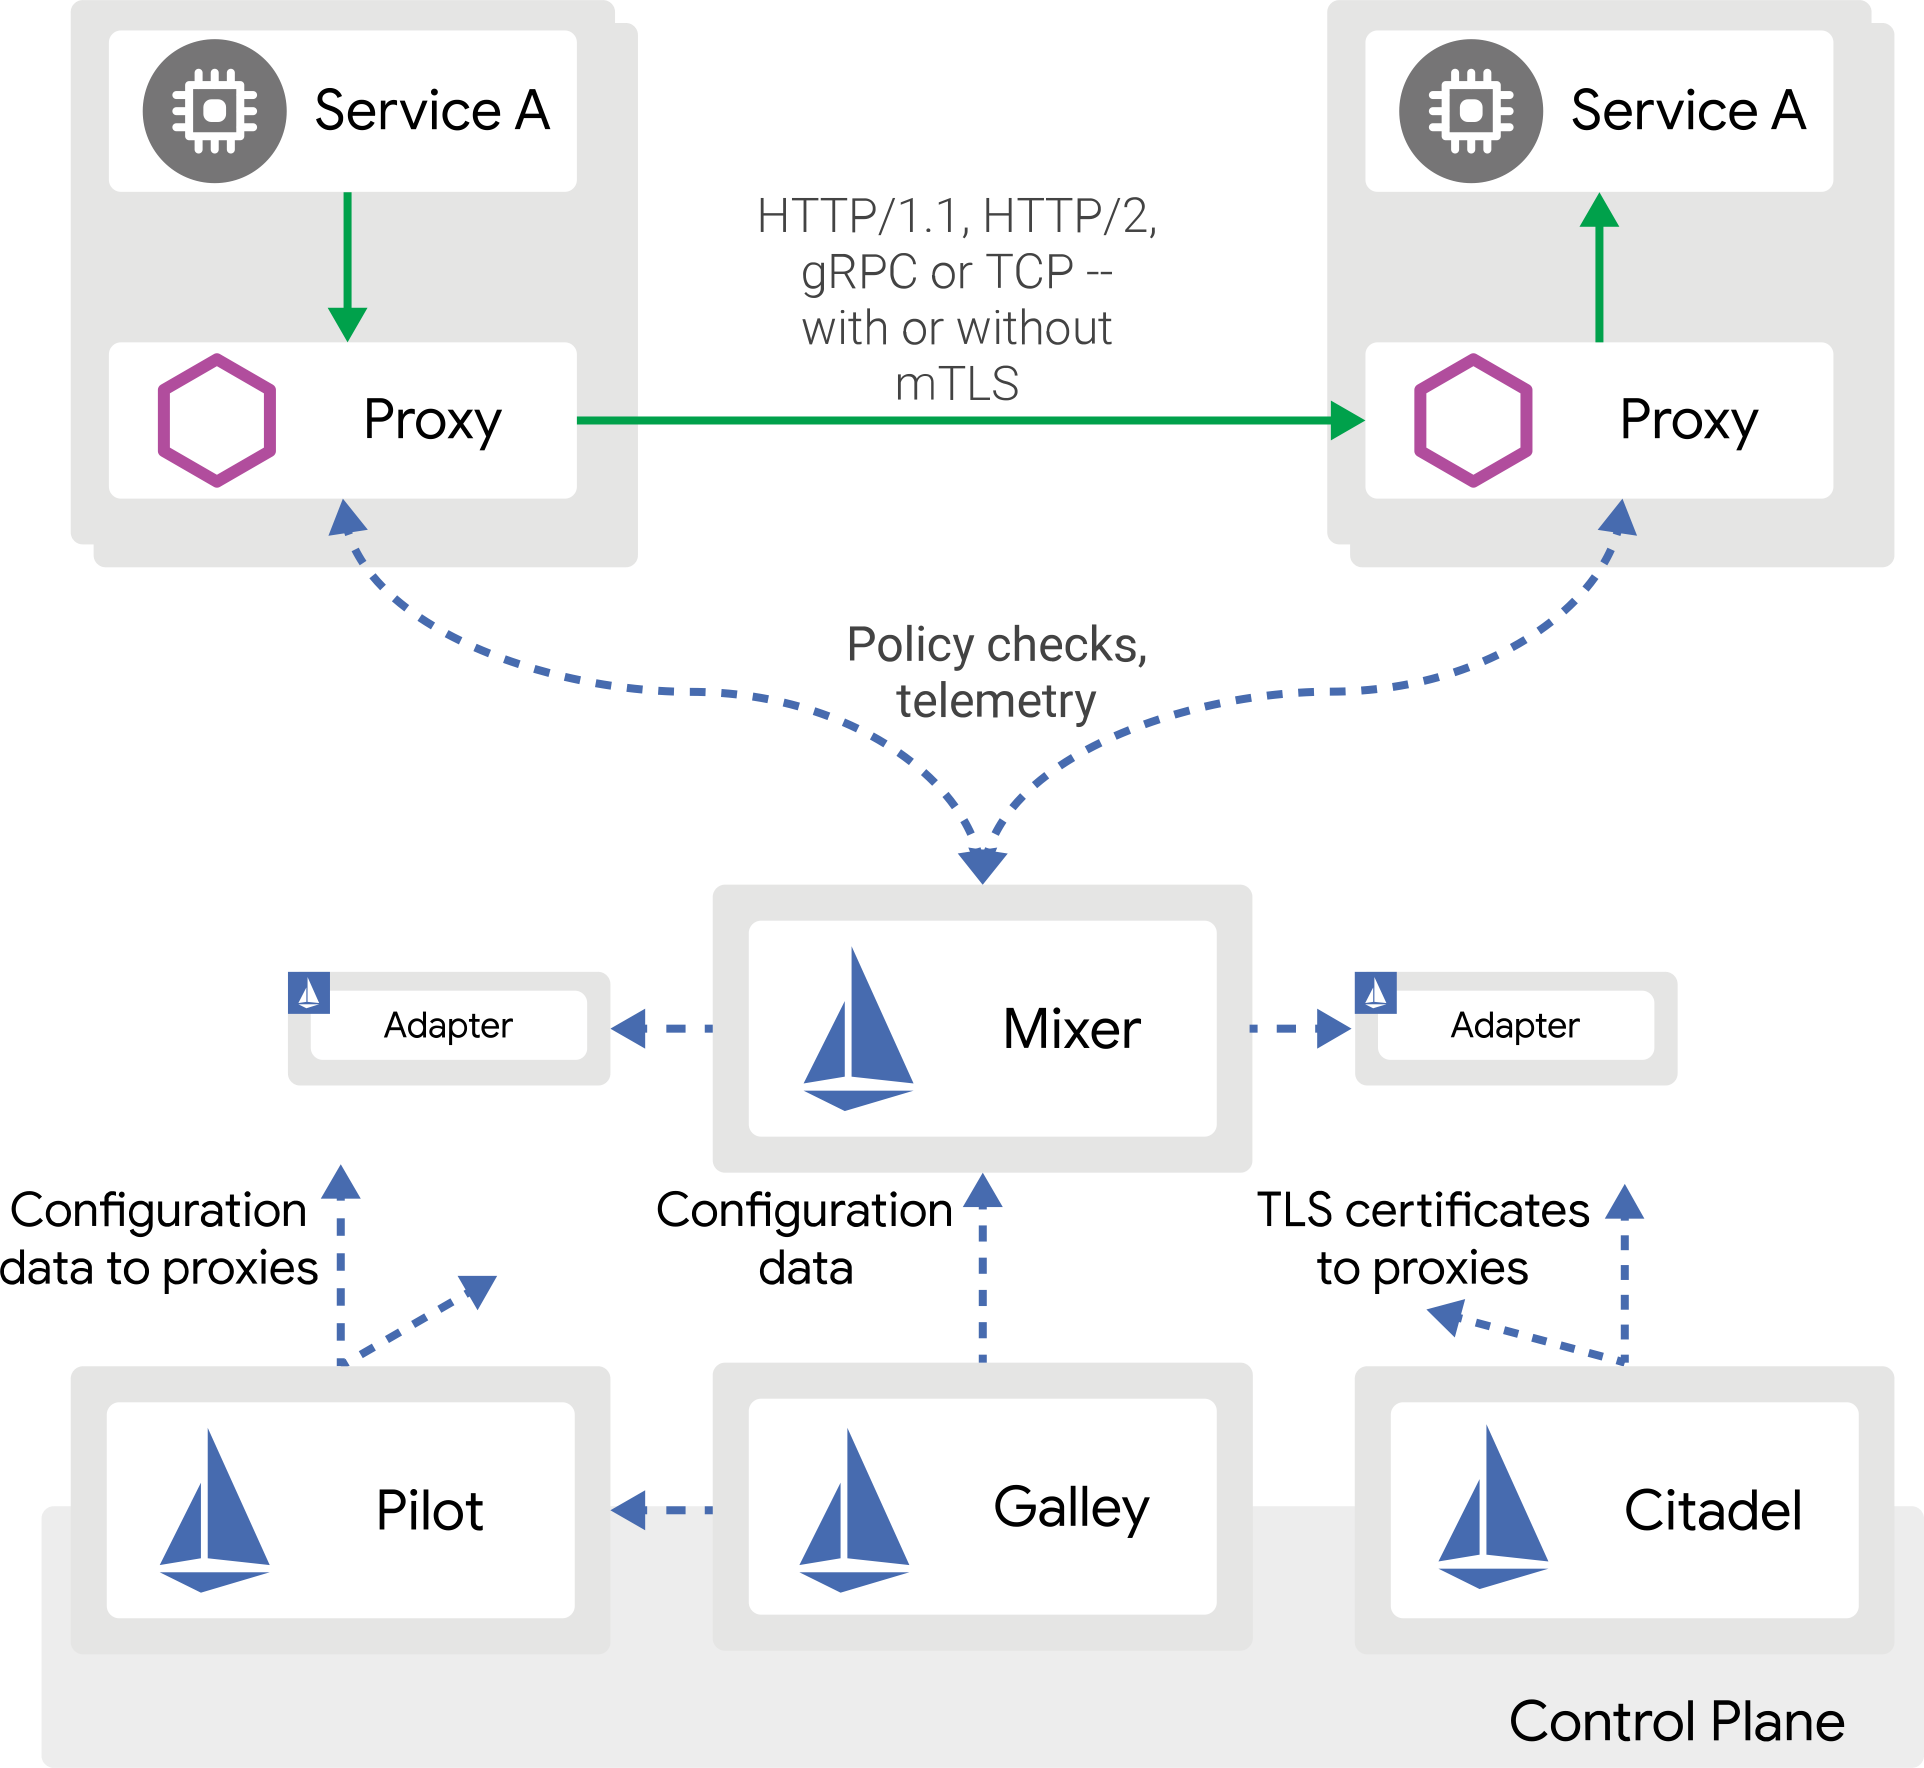 Service A
Service A
HTTP/1.1, HTTP/2,
gRPC or TCP --
with or without
mTLS
Proxy
Proxy
Policy checks,
telemetry
Adapter
Mixer
Adapter
Configuration
data to proxies
Configuration
data
TLS certificates
to proxies
Pilot
Galley
Citadel
Control Plane